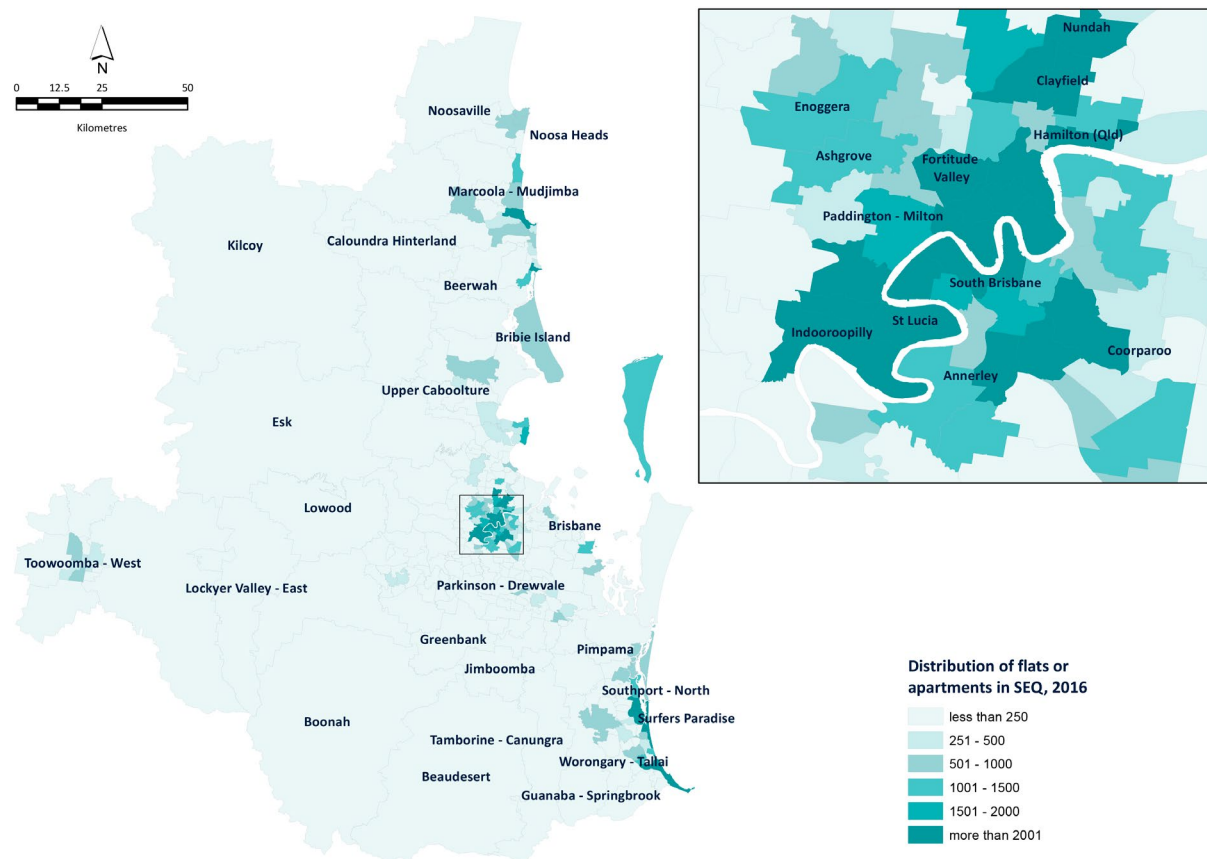 N
0 12.5 25 50
Kilometres
Noosaville
Noosa Heads
Marcoola - Mudjimba
Kilcoy
Caloundra Hinterland
Beerwah
Bribie Island
Upper Caboolture
Esk
Lowood
Brisbane
Toowoomba - West
Lockyer Valley - East
Parkinson - Drewvale
Greenbank
Pimpama
Jimboomba
Southport - North
Boonah
Surfers Paradise
Tamborine - Canungra
Worongary - Tallai
Beaudesert
Guanaba - Springbrook
Nundah
Clayfield
Enoggera
Hamilton (Qld)
Ashgrove
Fortitude
Valley
Paddington - Milton
South Brisbane
St Lucia
Indooroopilly
Coorparoo
Annerley
Distribution of flats or
apartments in SEQ, 2016
less than 250
251 - 500
501 - 1000
1001 - 1500
1501 - 2000
more than 2001